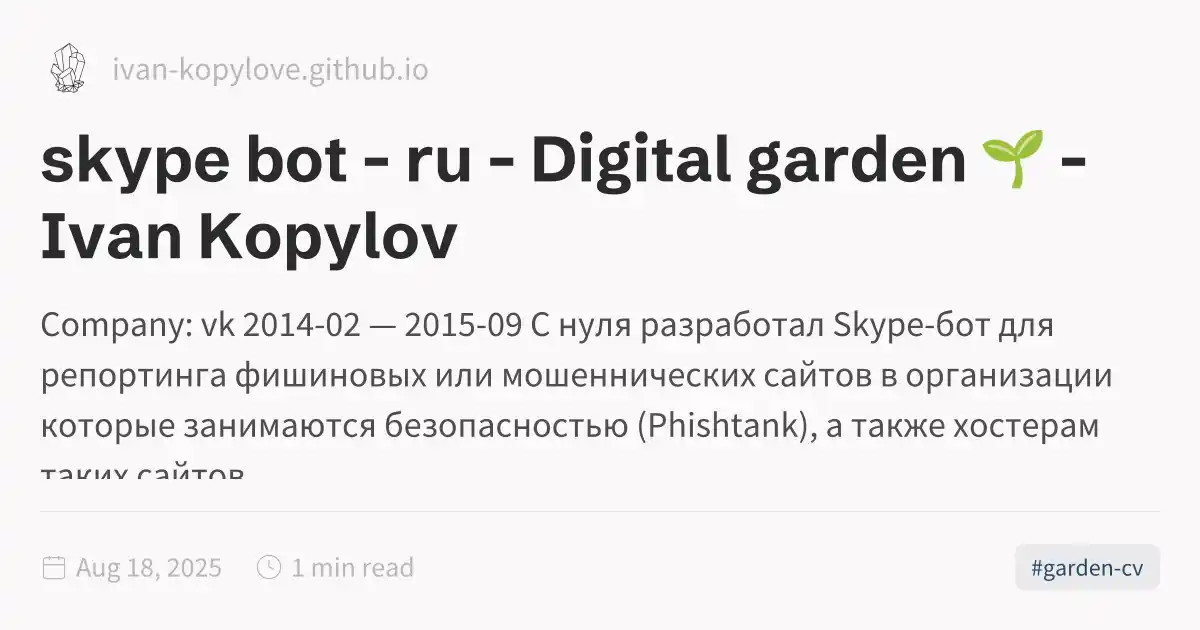 ivan-kopylove.github.io
skype bot - ru - Digital garden 🌱 -
Ivan Kopylov
Company: vk 2014-02 — 2015-09 С нуля разработал Skype-бот для
репортинга фишиновых или мошеннических сайтов в организации
которые занимаются безопасностью (Phishtank), а также хостерам
таких сайтов
Aug 18, 2025
1 min read
#garden-cv